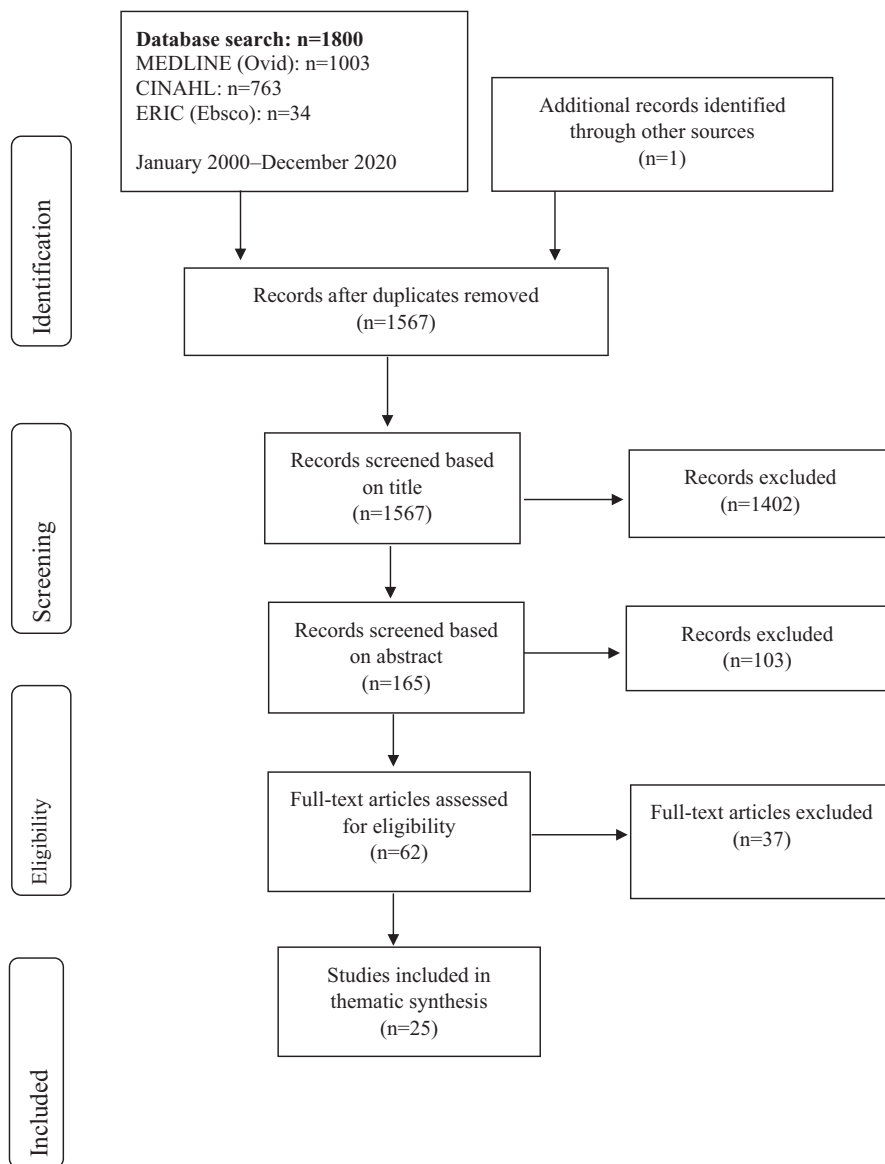 Database search: n=1800
MEDLINE (Ovid): n=1003
CINAHL: n=763
ERIC (Ebsco): n=34
January 2000–December 2020
Additional records identified
through other sources
(n=1)
Identification
Records after duplicates removed
(n=1567)
Screening
Records screened based
on title
(n=1567)
Records excluded
(n=1402)
Records screened based
on abstract
(n=165)
Records excluded
(n=103)
Eligibility
Full-text articles assessed
for eligibility
(n=62)
Full-text articles excluded
(n=37)
Included
Studies included in
thematic synthesis
(n=25)